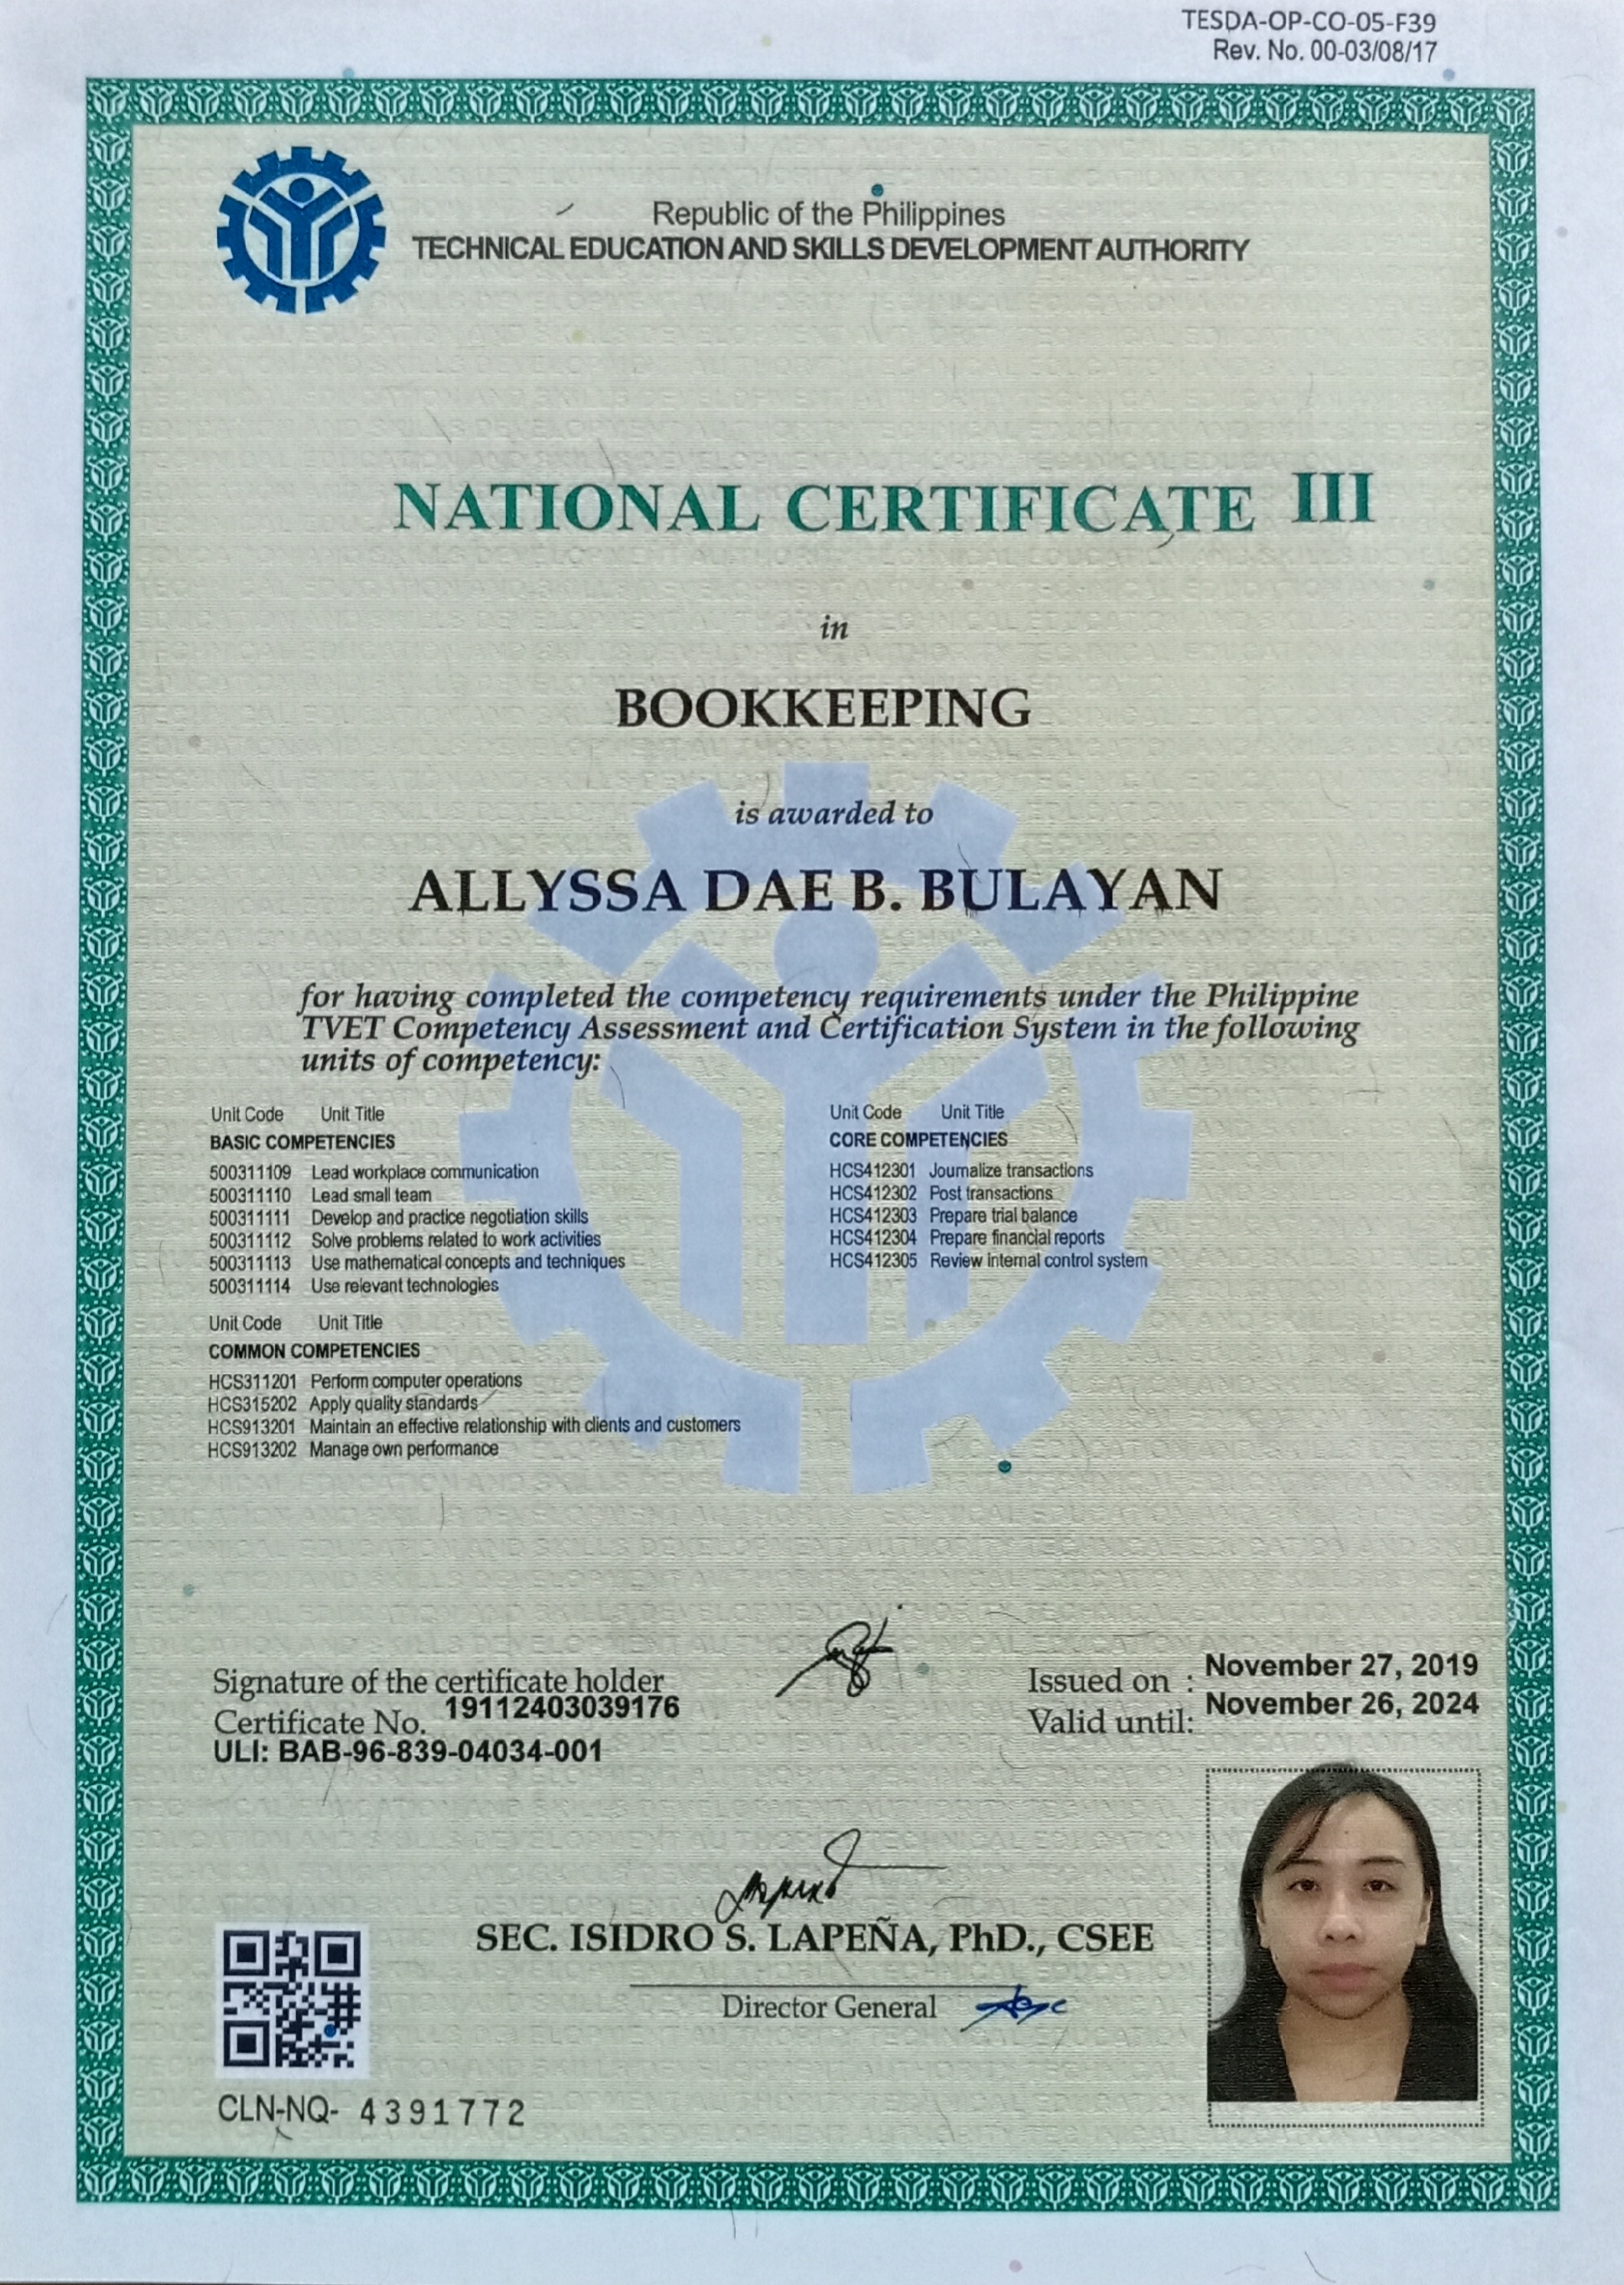 TESDA-OP-CO-05-F39
Rev. No. 00-03/08/17
Republic of the Philippines
TECHNICAL EDUCATION AND SKILLS DEVELOPMENT AUTHORITY
NATIONAL CERTIFICATE III
in
BOOKKEEPING
is awarded to
ALLYSSA DAE B. BULAYAN
for having completed the competency requirements under the Philippine
TVET Competency Assessment and Certification System in the following
units of competency:
Unit Code Unit Title
BASIC COMPETENCIES
500311109 Lead workplace communication
500311110 Lead small team
500311111 Develop and practice negotiation skills
500311112 Solve problems related to work activities
500311113 Use mathematical concepts and techniques
500311114 Use relevant technologies
Unit Code Unit Title
COMMON COMPETENCIES
HCS311201 Perform computer operations
HCS315202 Apply quality standards
HCS913201 Maintain an effective relationship with clients and customers
HCS913202 Manage own performance
Unit Code Unit Title
CORE COMPETENCIES
HCS412301 Journalize transactions
HCS412302 Post transactions
HCS412303 Prepare trial balance
HCS412304 Prepare financial reports
HCS412305 Review internal control system
Signature of the certificate holder
Certificate No. 19112403039176
ULI: BAB-96-839-04034-001
Issued on : November 27, 2019
Valid until: November 26, 2024
SEC. ISIDRO S. LAPEÑA, PhD., CSEE
Director General
CLN-NQ- 4391772